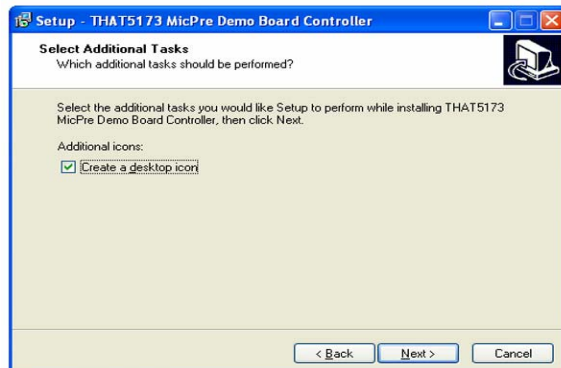 Setup - THAT5173 MicPre Demo Board Controller
Select Additional Tasks
Which additional tasks should be performed?
Select the additional tasks you would like Setup to perform while installing THAT5173
MicPre Demo Board Controller, then click Next.
Additional icons:
Create a desktop icon
< Back Next > Cancel